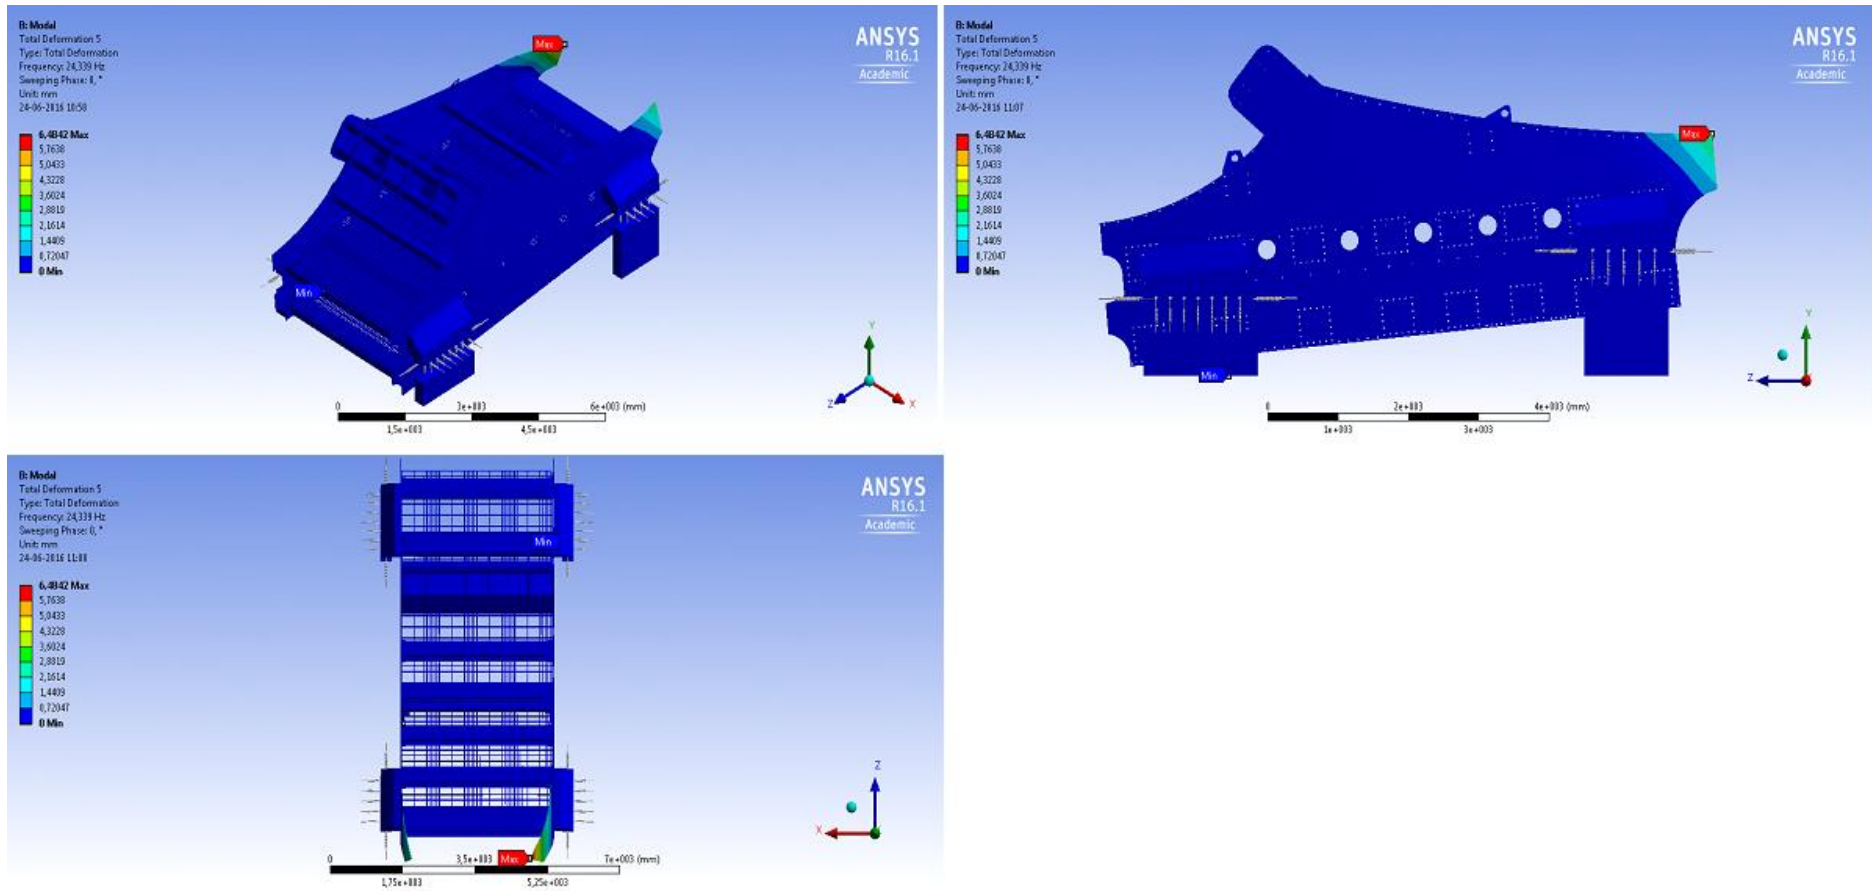 B: Modal
Total Deformation 5
Type: Total Deformation
Frequency: 24,339 Hz
Sweeping Phase: 0, °
Unit: mm
24-06-2016 10:58
6,4842 Max
5,7638
5,0433
4,3228
3,6024
2,8819
2,1614
1,4409
0,72047
0 Min
Max
Min
ANSYS
R16.1
Academic
Y
Z
X
0
3e+003
6e+003 (mm)
1,5e+003
4,5e+003
B: Modal
Total Deformation 5
Type: Total Deformation
Frequency: 24,339 Hz
Sweeping Phase: 0, °
Unit: mm
24-06-2016 11:07
6,4842 Max
5,7638
5,0433
4,3228
3,6024
2,8819
2,1614
1,4409
0,72047
0 Min
Max
Min
ANSYS
R16.1
Academic
Y
Z
0
2e+003
4e+003 (mm)
1e+003
3e+003
B: Modal
Total Deformation 5
Type: Total Deformation
Frequency: 24,339 Hz
Sweeping Phase: 0, °
Unit: mm
6,4842 Max
5,7638
5,0433
4,3228
3,6024
2,8819
2,1614
1,4409
0,72047
0 Min
Min
Max
ANSYS
R16.1
Academic
Z
X
0
3,5e+003
7e+003 (mm)
1,75e+003
5,25e+003